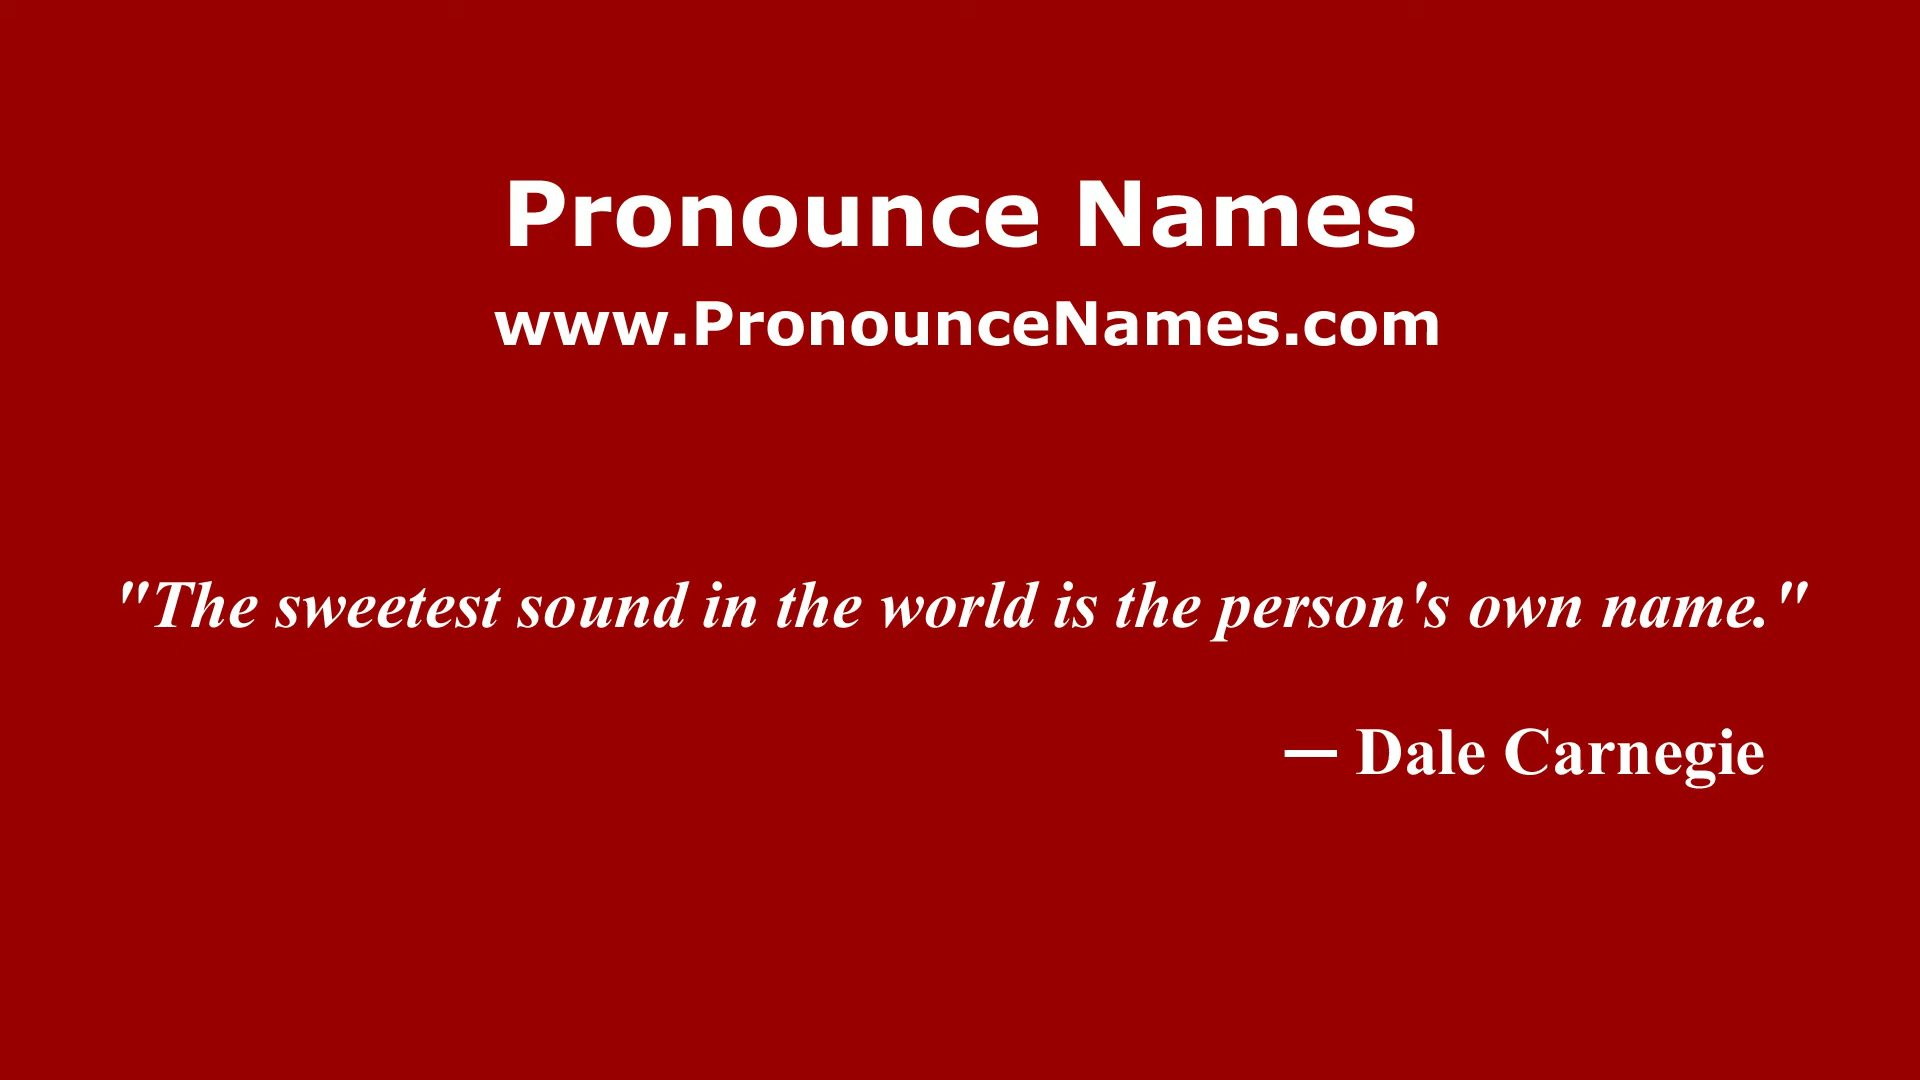 Pronounce Names
www.PronounceNames.com
"The sweetest sound in the world is the person's own name."
— Dale Carnegie